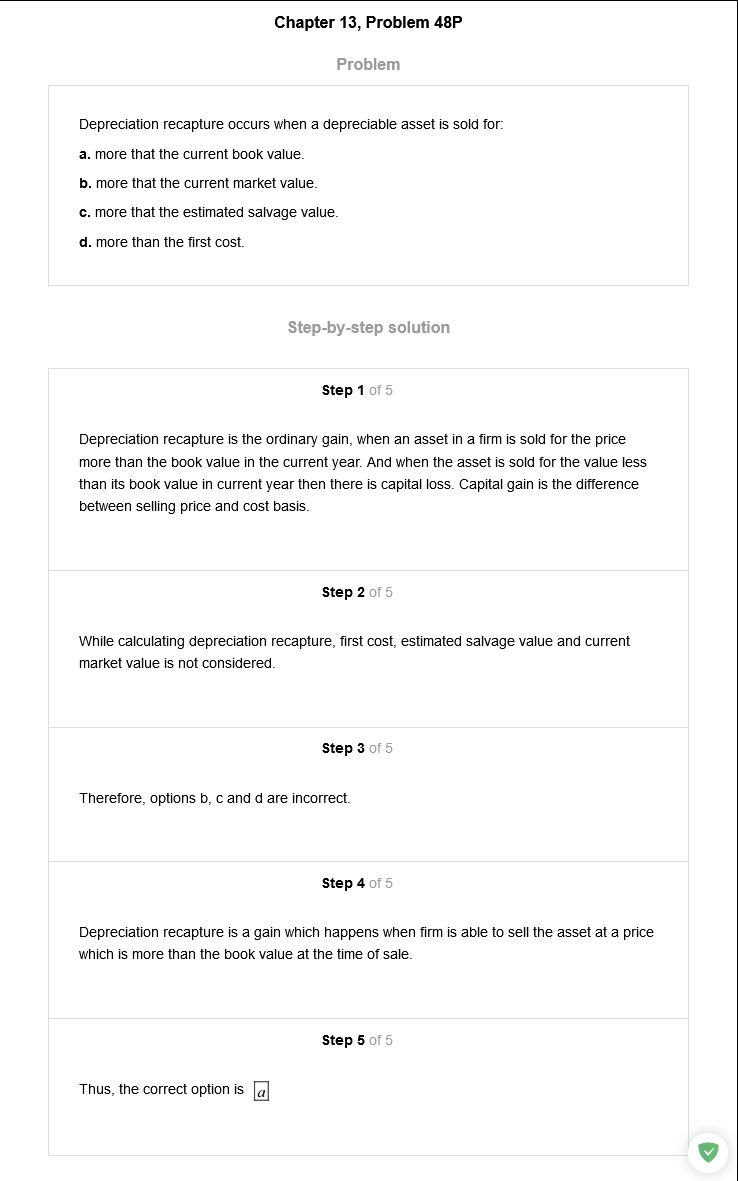 Chapter 13, Problem 48P
Problem
Depreciation recapture occurs when a depreciable asset is sold for:
a. more that the current book value.
b. more that the current market value.
c. more that the estimated salvage value.
d. more than the first cost.
Step-by-step solution
Step 1 of 5
Depreciation recapture is the ordinary gain, when an asset in a firm is sold for the price
more than the book value in the current year. And when the asset is sold for the value less
than its book value in current year then there is capital loss. Capital gain is the difference
between selling price and cost basis.
Step 2 of 5
While calculating depreciation recapture, first cost, estimated salvage value and current
market value is not considered.
Step 3 of 5
Therefore, options b, c and d are incorrect.
Step 4 of 5
Depreciation recapture is a gain which happens when firm is able to sell the asset at a price
which is more than the book value at the time of sale.
Step 5 of 5
Thus, the correct option is a